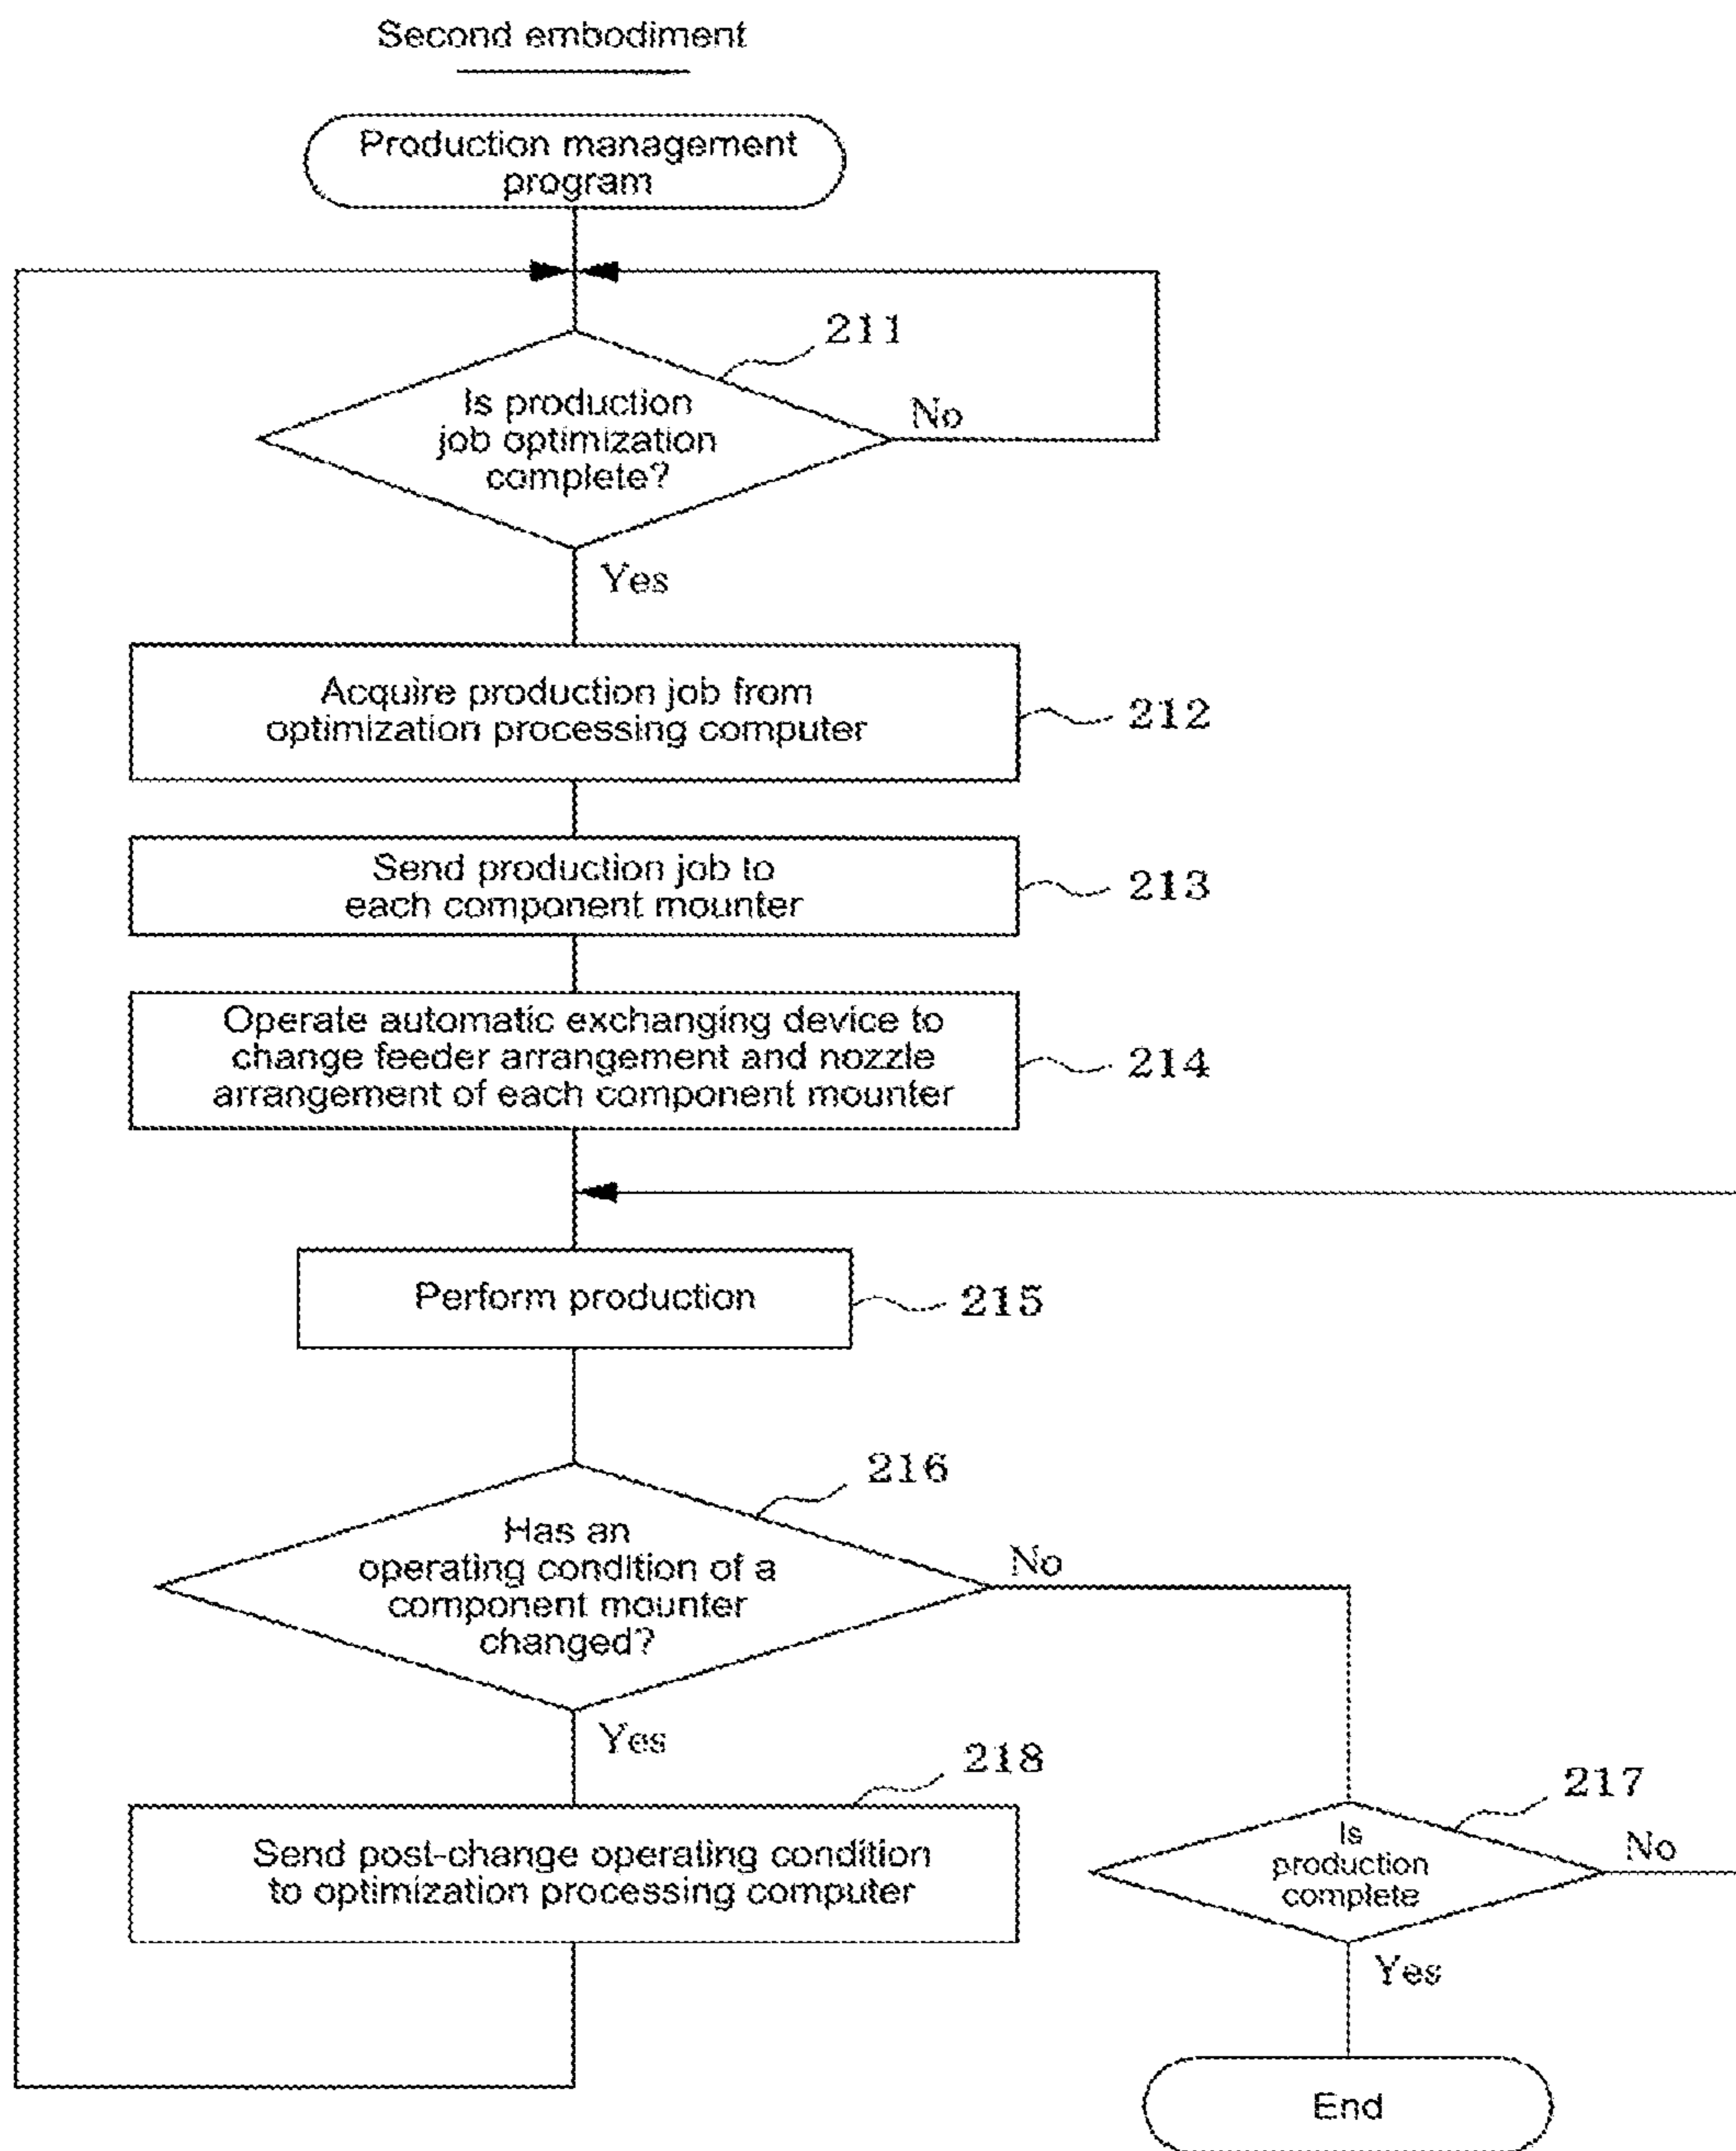 Second embodiment
Production management
program
211
Is production
job optimization
complete?
No
Yes
Acquire production job from
optimization processing computer
212
Send production job to
each component mounter
213
Operate automatic exchanging device to
change feeder arrangement and nozzle
arrangement of each component mounter
214
Perform production
215
216
Has an
operating condition of a
component mounter
changed?
No
Yes
218
Send post-change operating condition
to optimization processing computer
217
Is
production
complete
No
Yes
End